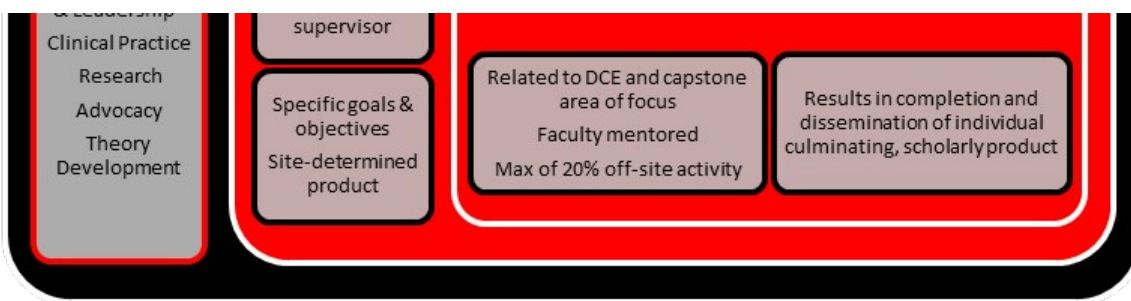 & Leadership
Clinical Practice
Research
Advocacy
Theory
Development
supervisor
Specific goals &
objectives
Site-determined
product
Related to DCE and capstone
area of focus
Faculty mentored
Max of 20% off-site activity
Results in completion and
dissemination of individual
culminating, scholarly product